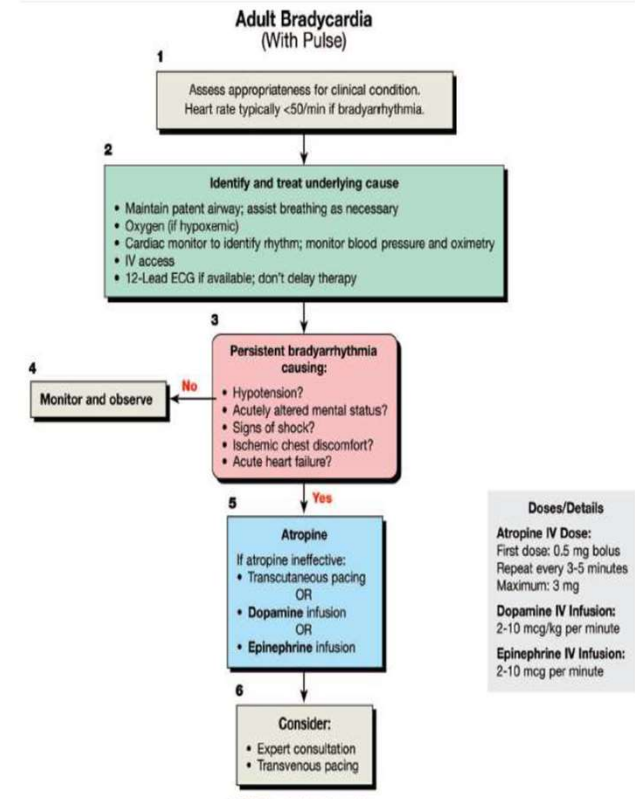 Adult Bradycardia
(With Pulse)
1
Assess appropriateness for clinical condition.
Heart rate typically <50/min if bradyarrhythmia.
2
Identify and treat underlying cause
• Maintain patent airway; assist breathing as necessary
• Oxygen (if hypoxemic)
• Cardiac monitor to identify rhythm; monitor blood pressure and oximetry
• IV access
• 12-Lead ECG if available; don't delay therapy
3
Persistent bradyarrhythmia
causing:
• Hypotension?
• Acutely altered mental status?
• Signs of shock?
• Ischemic chest discomfort?
• Acute heart failure?
4
Monitor and observe
No
Yes
5
Atropine
If atropine ineffective:
• Transcutaneous pacing
OR
• Dopamine infusion
OR
• Epinephrine infusion
6
Consider:
• Expert consultation
• Transvenous pacing
Doses/Details
Atropine IV Dose:
First dose: 0.5 mg bolus
Repeat every 3-5 minutes
Maximum: 3 mg
Dopamine IV Infusion:
2-10 mcg/kg per minute
Epinephrine IV Infusion:
2-10 mcg per minute